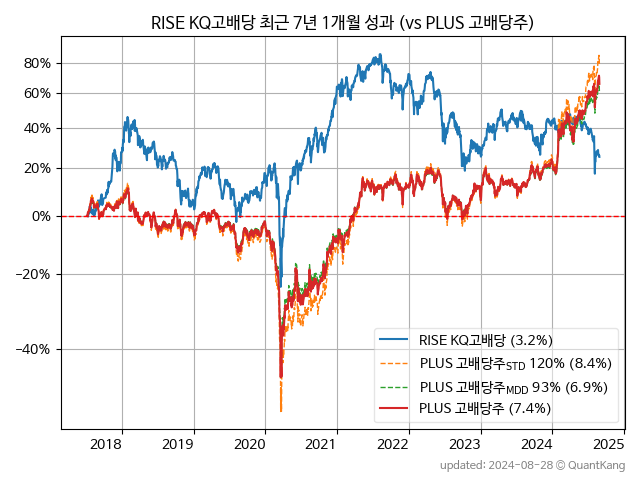 RISE KQ고배당 최근 7년 1개월 성과 (vs PLUS 고배당주)
80%
60%
40%
20%
0%
−20%
−40%
RISE KQ고배당 (3.2%)
PLUS 고배당주STD 120% (8.4%)
PLUS 고배당주MDD 93% (6.9%)
PLUS 고배당주 (7.4%)
2018 2019 2020 2021 2022 2023 2024 2025
updated: 2024-08-28 © QuantKang